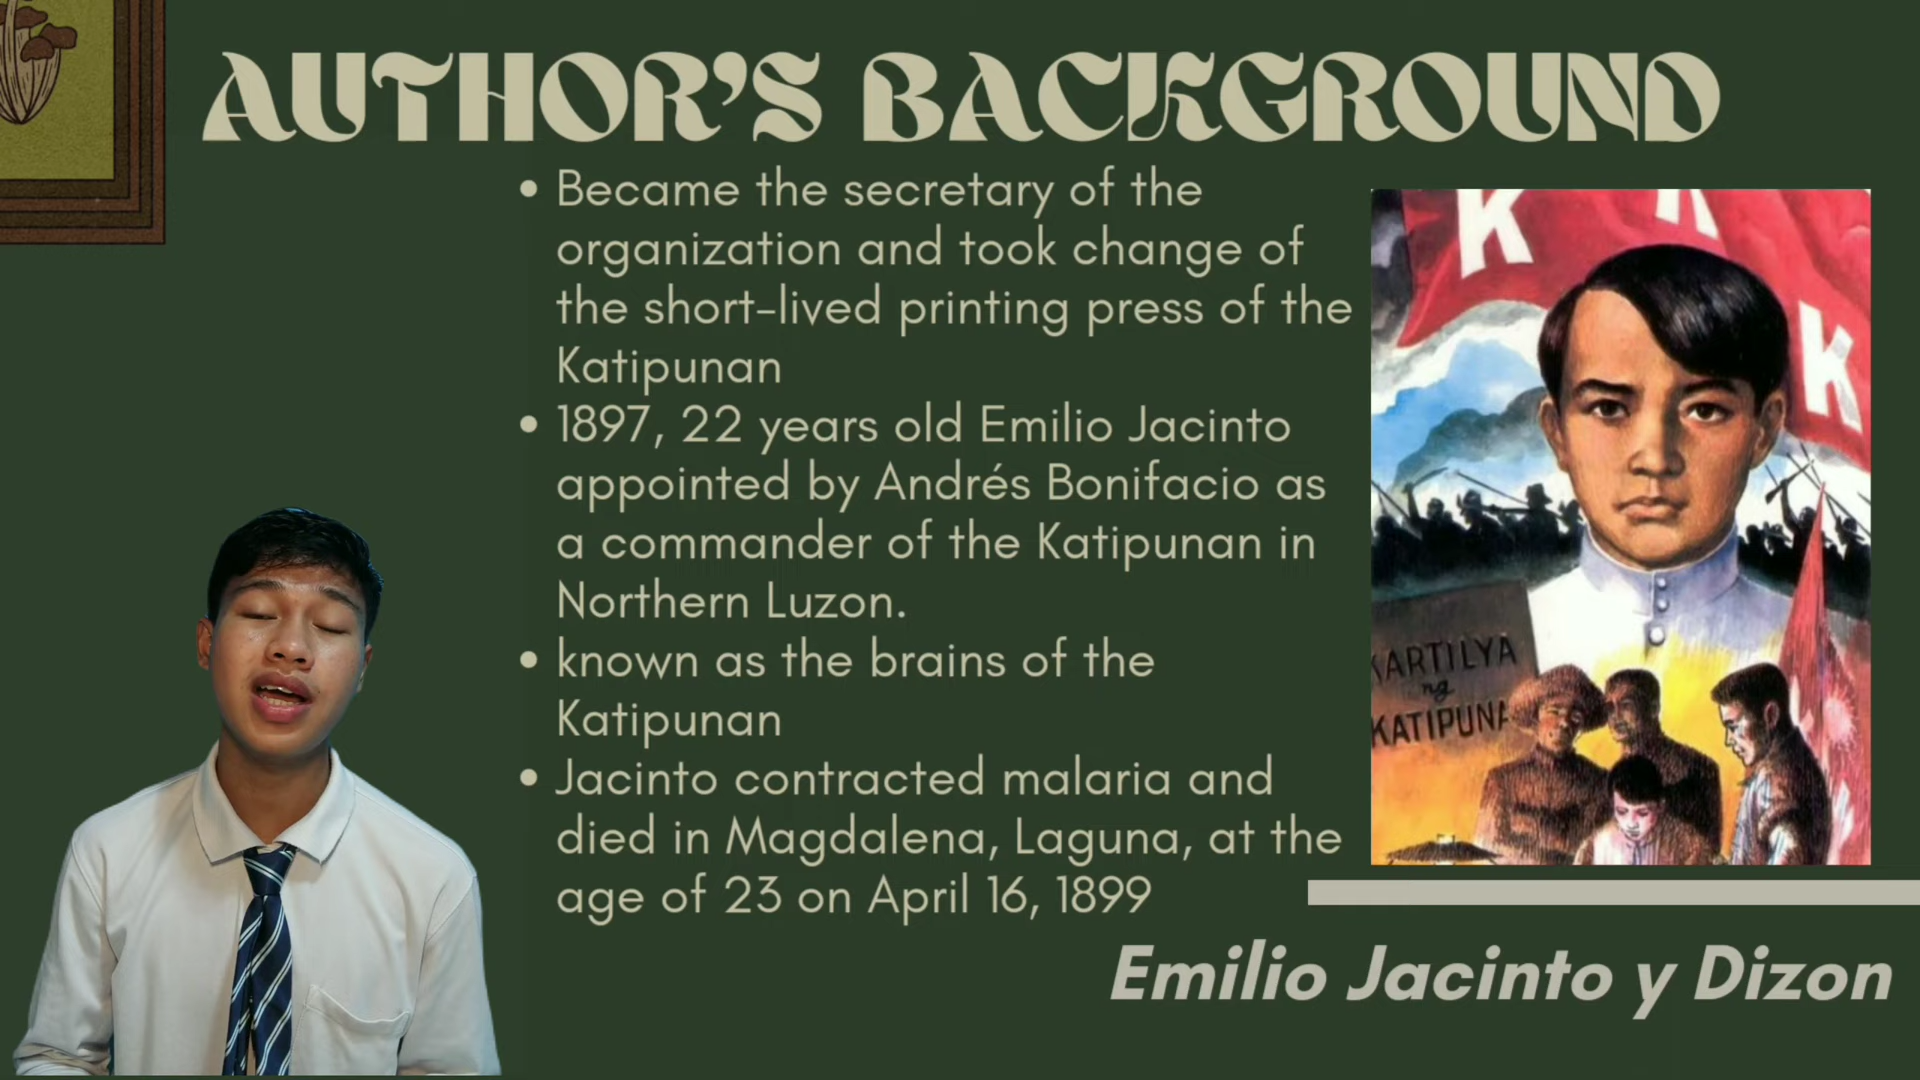 AUTHOR'S BACKGROUND
• Became the secretary of the
organization and took change of
the short-lived printing press of the
Katipunan
• 1897, 22 years old Emilio Jacinto
appointed by Andrés Bonifacio as
a commander of the Katipunan in
Northern Luzon.
• known as the brains of the
Katipunan
• Jacinto contracted malaria and
died in Magdalena, Laguna, at the
age of 23 on April 16, 1899
K
K
KARTILYA
ng
KATIPUNA
Emilio Jacinto y Dizon